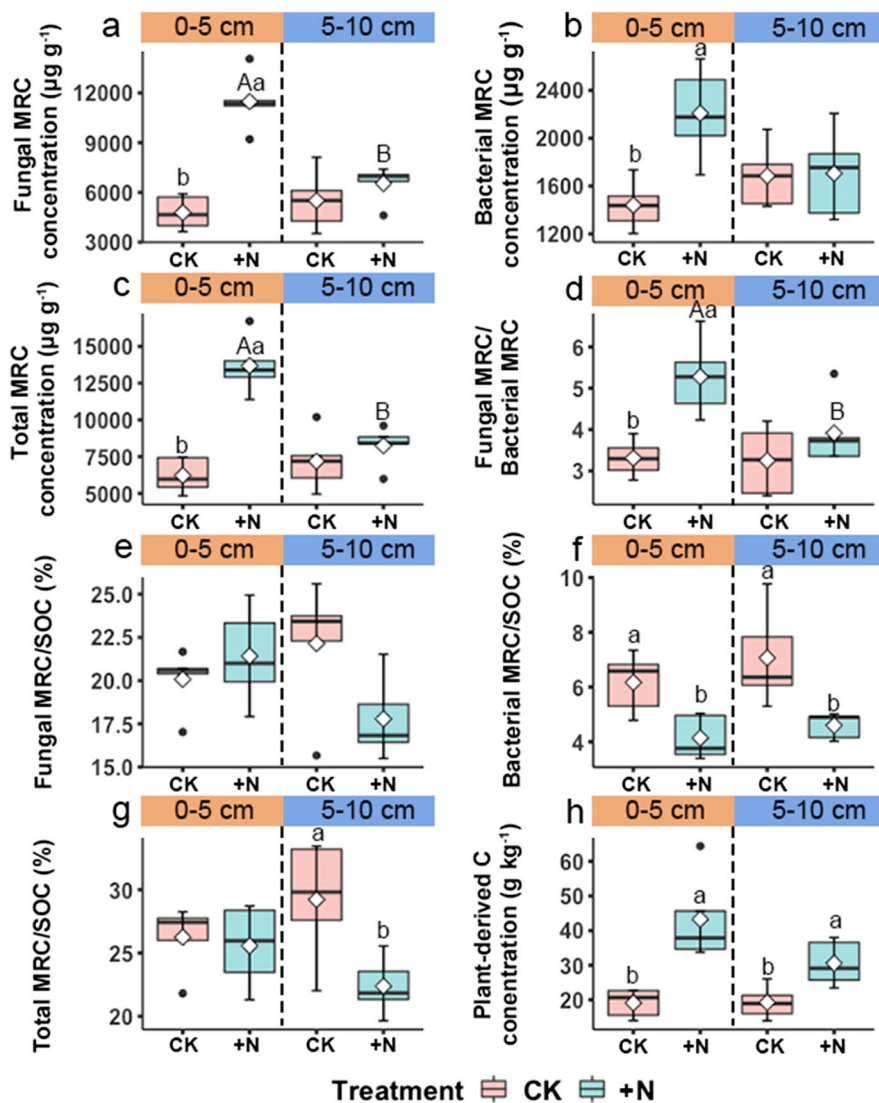 a
0-5 cm
5-10 cm
Fungal MRC
concentration (µg g-1)
12000
9000
6000
3000
b
Aa
B
CK
+N
CK
+N
b
0-5 cm
5-10 cm
Bacterial MRC
concentration (µg g-1)
2400
2000
1600
1200
b
a
CK
+N
CK
+N
c
0-5 cm
5-10 cm
Total MRC
concentration (µg g-1)
15000
12500
10000
7500
5000
b
Aa
B
CK
+N
CK
+N
d
0-5 cm
5-10 cm
Fungal MRC/
Bacterial MRC
6
5
4
3
b
Aa
B
CK
+N
CK
+N
e
0-5 cm
5-10 cm
Fungal MRC/SOC (%)
25.0
22.5
20.0
17.5
15.0
CK
+N
CK
+N
f
0-5 cm
5-10 cm
Bacterial MRC/SOC (%)
10
8
6
4
a
b
a
b
CK
+N
CK
+N
g
0-5 cm
5-10 cm
Total MRC/SOC (%)
30
25
20
a
b
CK
+N
CK
+N
h
0-5 cm
5-10 cm
Plant-derived C
conentration (g kg-1)
60
50
40
30
20
b
a
b
a
CK
+N
CK
+N
Treatment CK +N